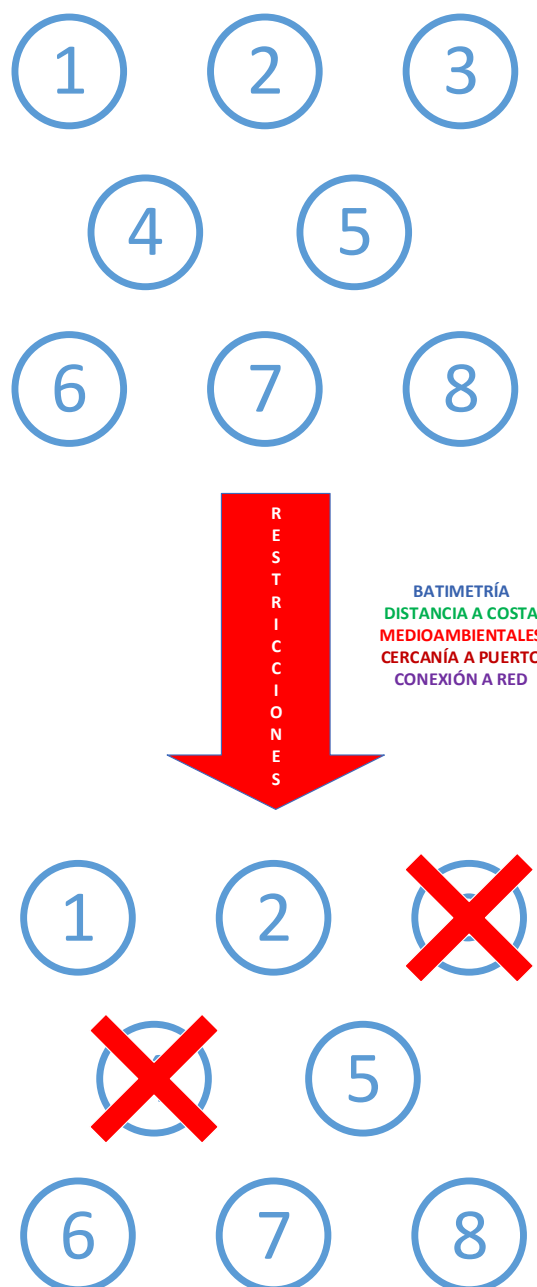 1 2 3
4 5
6 7 8
RESTRICCIONES
BATIMETRÍA
DISTANCIA A COSTA
MEDIOAMBIENTALES
CERCANÍA A PUERTO
CONEXIÓN A RED
1 2
5
6 7 8